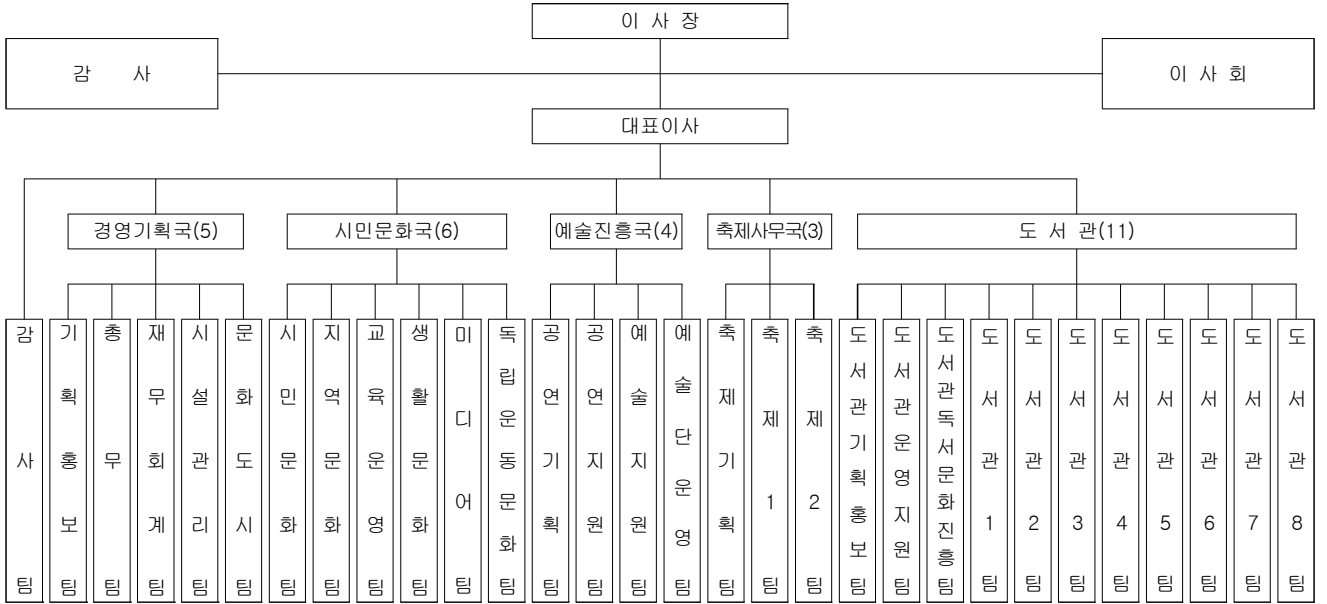 이 사 장
감 사
이 사 회
대표이사
경영기획국(5)
시민문화국(6)
예술진흥국(4)
축제사무국(3)
도 서 관(11)
감사팀
기획홍보팀
총무팀
재무회계팀
시설관리팀
문화도시팀
시민문화팀
지역문화팀
교육운영팀
생활문화팀
미디어팀
독립운동문화팀
공연기획팀
공연지원팀
예술지원팀
예술단운영팀
축제기획팀
축제1팀
축제2팀
도서관기획홍보팀
도서관운영지원팀
도서관독서문화진흥팀
도서관1팀
도서관2팀
도서관3팀
도서관4팀
도서관5팀
도서관6팀
도서관7팀
도서관8팀